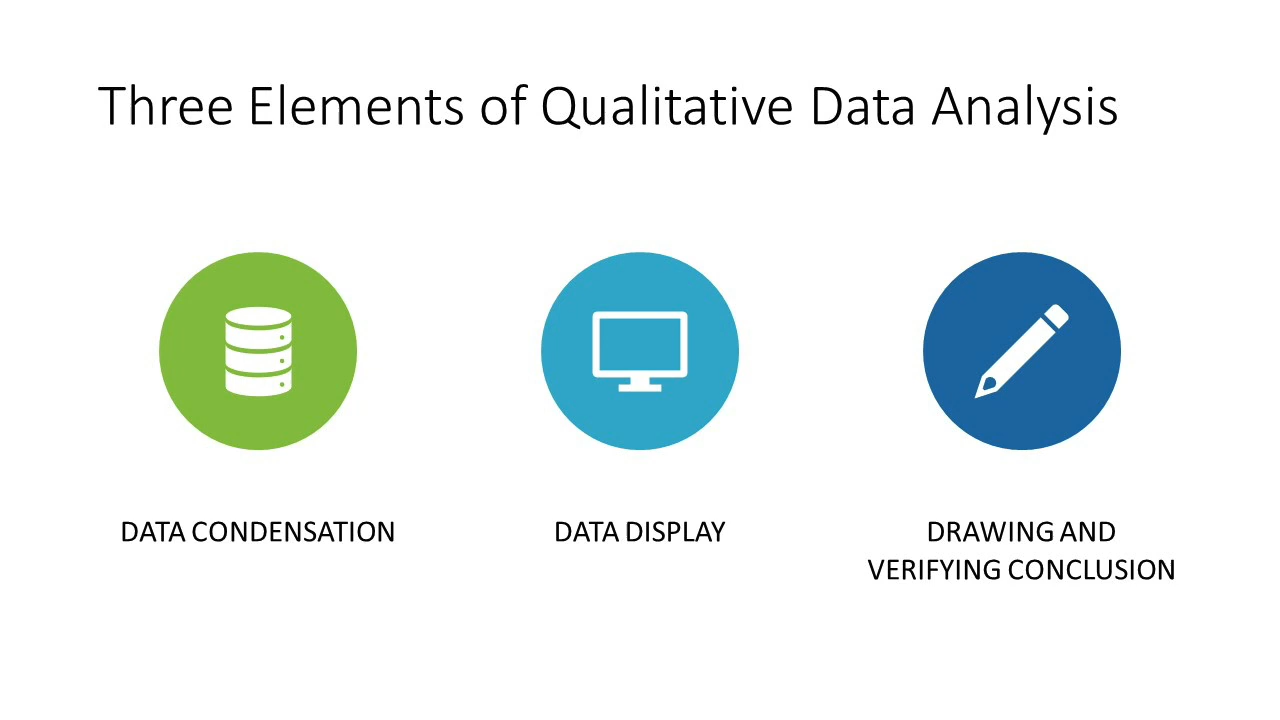 Three Elements of Qualitative Data Analysis
DATA CONDENSATION
DATA DISPLAY
DRAWING AND
VERIFYING CONCLUSION